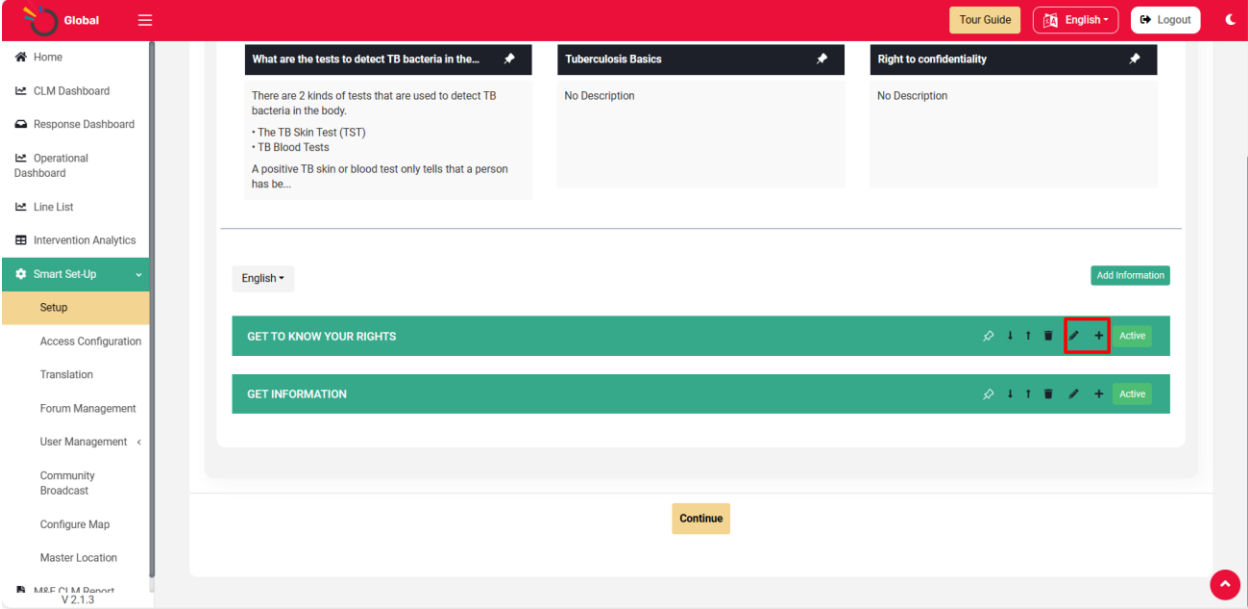 Global
Tour Guide
English
Logout
Home
CLM Dashboard
Response Dashboard
Operational
Dashboard
Line List
Intervention Analytics
Smart Set-Up
Setup
Access Configuration
Translation
Forum Management
User Management
Community
Broadcast
Configure Map
Master Location
M&E CLM Report
V 2.1.3
What are the tests to detect TB bacteria in the...
There are 2 kinds of tests that are used to detect TB
bacteria in the body.
• The TB Skin Test (TST)
• TB Blood Tests
A positive TB skin or blood test only tells that a person
has be...
Tuberculosis Basics
No Description
Right to confidentiality
No Description
English
Add Information
GET TO KNOW YOUR RIGHTS
Active
GET INFORMATION
Active
Continue